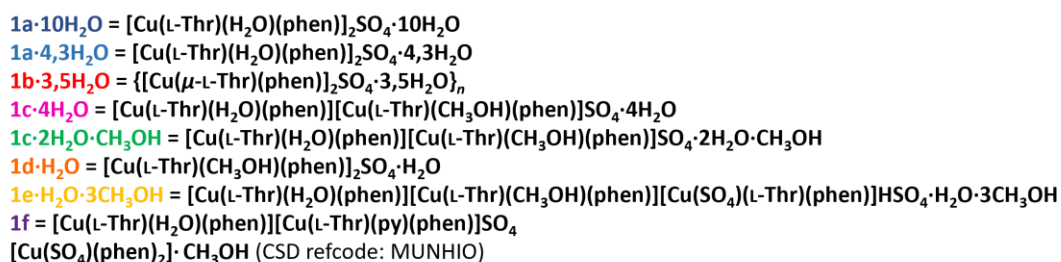 1a·10H₂O = [Cu(L-Thr)(H₂O)(phen)]₂SO₄·10H₂O
1a·4,3H₂O = [Cu(L-Thr)(H₂O)(phen)]₂SO₄·4,3H₂O
1b·3,5H₂O = {[Cu(μ-L-Thr)(phen)]₂SO₄·3,5H₂O}ₙ
1c·4H₂O = [Cu(L-Thr)(H₂O)(phen)][Cu(L-Thr)(CH₃OH)(phen)]SO₄·4H₂O
1c·2H₂O·CH₃OH = [Cu(L-Thr)(H₂O)(phen)][Cu(L-Thr)(CH₃OH)(phen)]SO₄·2H₂O·CH₃OH
1d·H₂O = [Cu(L-Thr)(CH₃OH)(phen)]₂SO₄·H₂O
1e·H₂O·3CH₃OH = [Cu(L-Thr)(H₂O)(phen)][Cu(L-Thr)(CH₃OH)(phen)][Cu(SO₄)(L-Thr)(phen)]HSO₄·H₂O·3CH₃OH
1f = [Cu(L-Thr)(H₂O)(phen)][Cu(L-Thr)(py)(phen)]SO₄
[Cu(SO₄)(phen)₂]·CH₃OH (CSD refcode: MUNHIO)